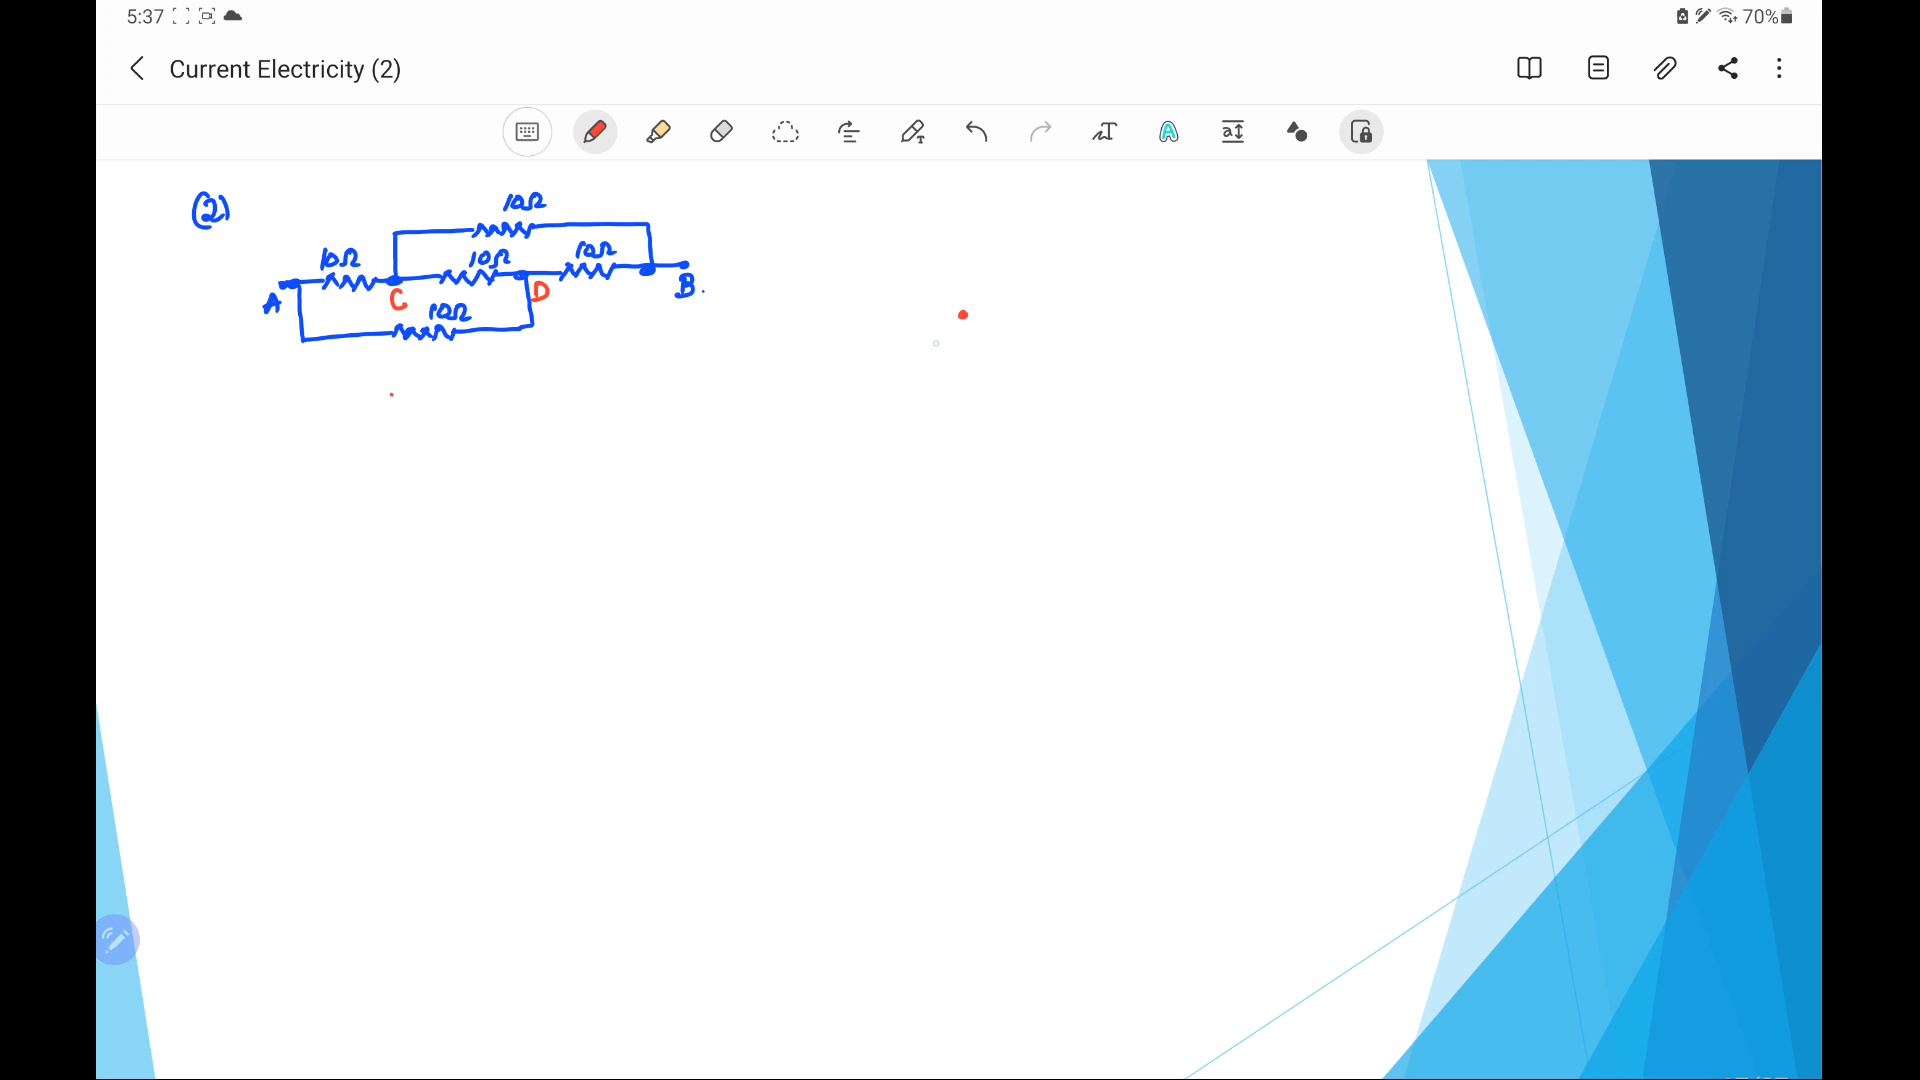 5:37 70%
Current Electricity (2)
(2)
10Ω
10Ω 10Ω 10Ω
A C D B.
10Ω